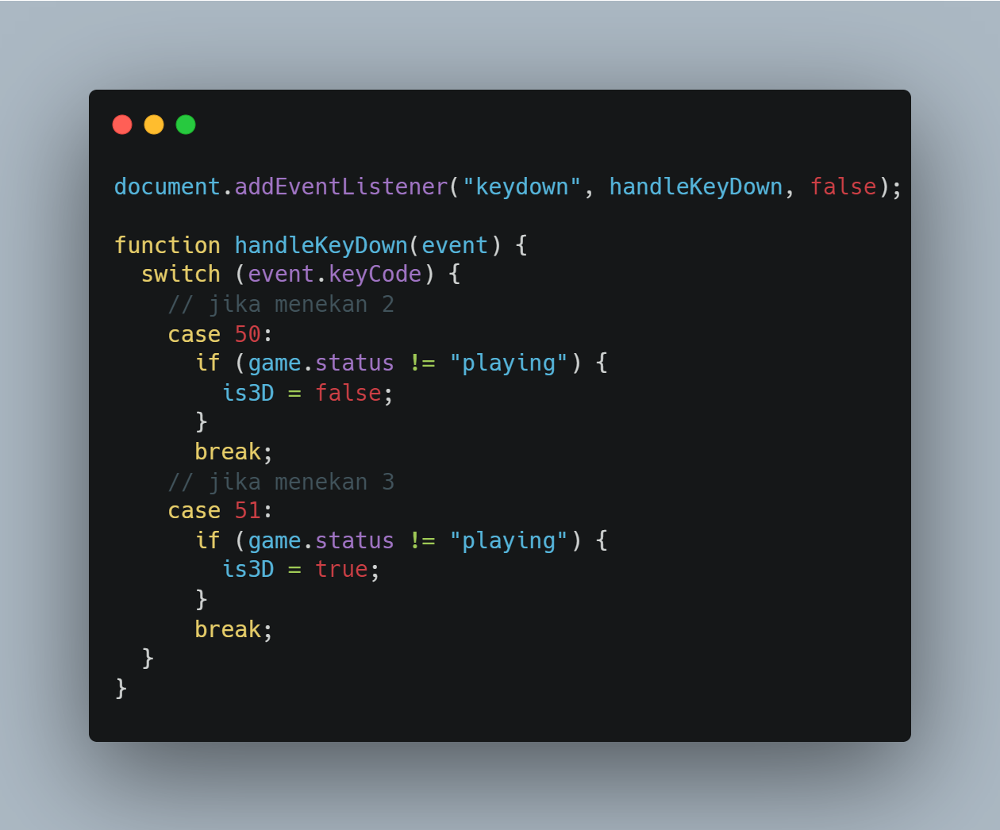 document.addEventListener("keydown", handleKeyDown, false);

function handleKeyDown(event) {
  switch (event.keyCode) {
    // jika menekan 2
    case 50:
      if (game.status != "playing") {
        is3D = false;
      }
      break;
    // jika menekan 3
    case 51:
      if (game.status != "playing") {
        is3D = true;
      }
      break;
  }
}